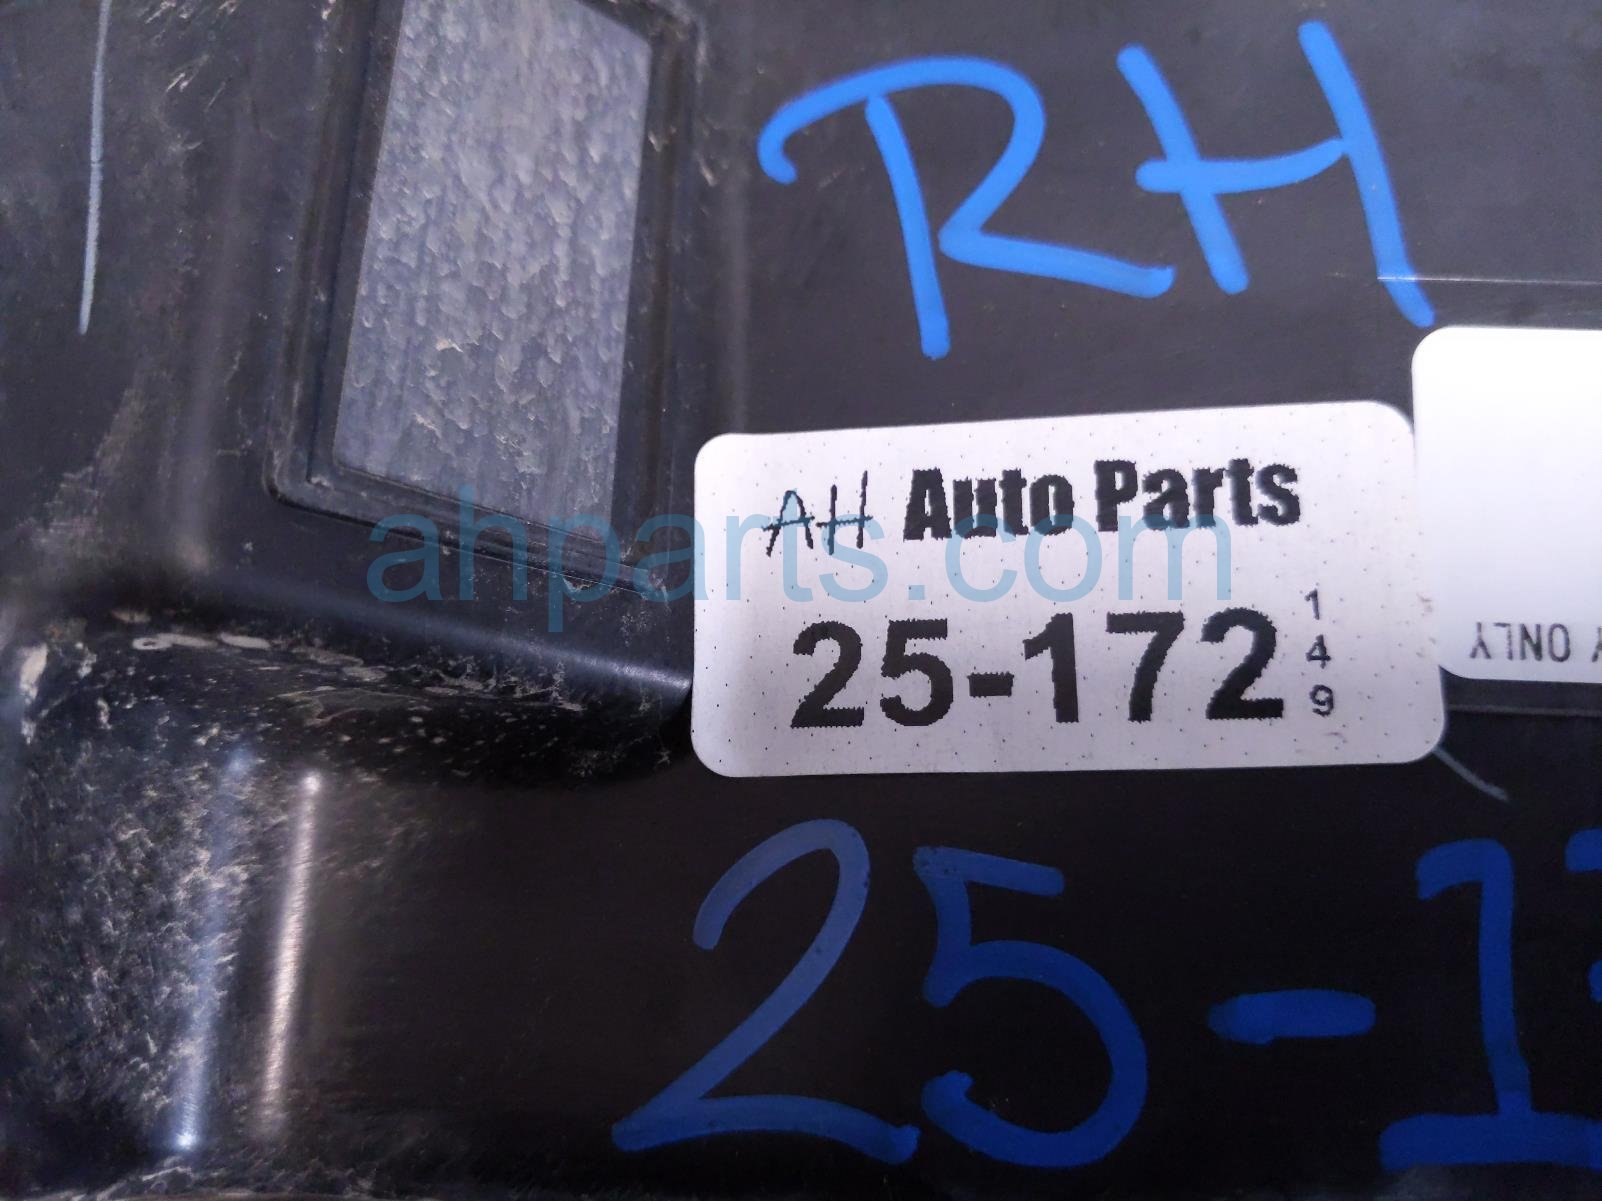 RH
AH Auto Parts
25-172
149
ONLY
ahparts.com
25-1